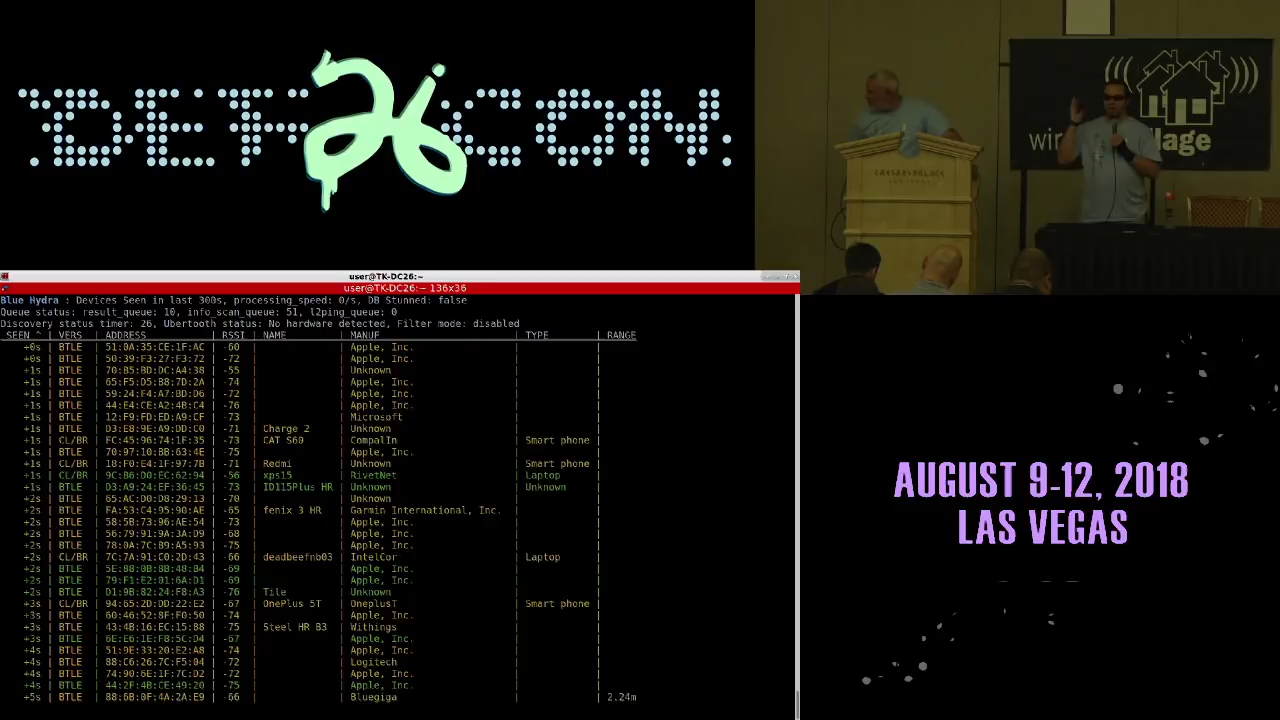 DEF CON
26
CAESARS PALACE
wir llage
user@TK-DC26:~
user@TK-DC26:~ 136x36
Blue Hydra : Devices Seen in last 300s, processing_speed: 0/s, DB Stunned: false
Queue status: result_queue: 10, info_scan_queue: 51, l2ping_queue: 0
Discovery status timer: 26, Ubertooth status: No hardware detected, Filter mode: disabled
SEEN ^ | VERS | ADDRESS | RSSI | NAME | MANUF | TYPE | RANGE
+0s | BTLE | 51:0A:35:CE:1F:AC | -60 | | Apple, Inc. | |
+0s | BTLE | 50:39:F3:27:F3:72 | -72 | | Apple, Inc. | |
+1s | BTLE | 70:B5:BD:DC:A4:38 | -55 | | Unknown | |
+1s | BTLE | 65:F5:D5:B8:7D:2A | -74 | | Apple, Inc. | |
+1s | BTLE | 59:24:F4:A7:BD:D6 | -72 | | Apple, Inc. | |
+1s | BTLE | 44:E4:CE:A2:4B:C4 | -76 | | Apple, Inc. | |
+1s | BTLE | 12:F9:FD:ED:A9:CF | -73 | | Microsoft | |
+1s | BTLE | D3:E8:9E:A9:DD:C0 | -71 | Charge 2 | Unknown | |
+1s | CL/BR | FC:45:96:74:1F:35 | -73 | CAT S60 | CompalIn | Smart phone |
+1s | BTLE | 70:97:10:8B:63:4E | -75 | | Apple, Inc. | |
+1s | CL/BR | 18:F0:E4:1F:97:7B | -71 | Redmi | Unknown | Smart phone |
+1s | CL/BR | 9C:B6:D0:EC:62:94 | -56 | xps15 | RivetNet | Laptop |
+1s | BTLE | D3:A9:24:EF:36:45 | -73 | ID115Plus HR | Unknown | Unknown |
+2s | BTLE | 65:AC:D0:D8:29:13 | -70 | | Unknown | |
+2s | BTLE | FA:53:C4:95:90:AE | -65 | fenix 3 HR | Garmin International, Inc. | |
+2s | BTLE | 58:5B:73:96:AE:54 | -73 | | Apple, Inc. | |
+2s | BTLE | 56:79:91:9A:3A:D9 | -68 | | Apple, Inc. | |
+2s | BTLE | 78:0A:7C:B9:A5:93 | -75 | | Apple, Inc. | |
+2s | CL/BR | 7C:7A:91:C0:2D:43 | -66 | deadbeefnb03 | IntelCor | Laptop |
+2s | BTLE | 5E:88:0B:8B:48:B4 | -69 | | Apple, Inc. | |
+2s | BTLE | 79:F1:E2:01:6A:D1 | -69 | | Apple, Inc. | |
+2s | BTLE | D1:9B:82:24:F8:A3 | -76 | Tile | Unknown | |
+3s | CL/BR | 94:65:2D:DD:22:E2 | -67 | OnePlus 5T | OneplusT | Smart phone |
+3s | BTLE | 60:46:52:8F:F0:50 | -74 | | Apple, Inc. | |
+3s | BTLE | 43:4B:16:EC:15:88 | -75 | Steel HR B3 | Withings | |
+3s | BTLE | 6E:E6:1E:F8:5C:D4 | -67 | | Apple, Inc. | |
+4s | BTLE | 51:9E:33:20:E2:A8 | -74 | | Apple, Inc. | |
+4s | BTLE | 88:C6:26:7C:F5:04 | -72 | | Logitech | |
+4s | BTLE | 74:90:6E:1F:7C:D2 | -72 | | Apple, Inc. | |
+4s | BTLE | 44:2F:4B:CE:49:20 | -75 | | Apple, Inc. | |
+5s | BTLE | 88:6B:0F:4A:2A:E9 | -66 | | Bluegiga | | 2.24m
AUGUST 9-12, 2018
LAS VEGAS